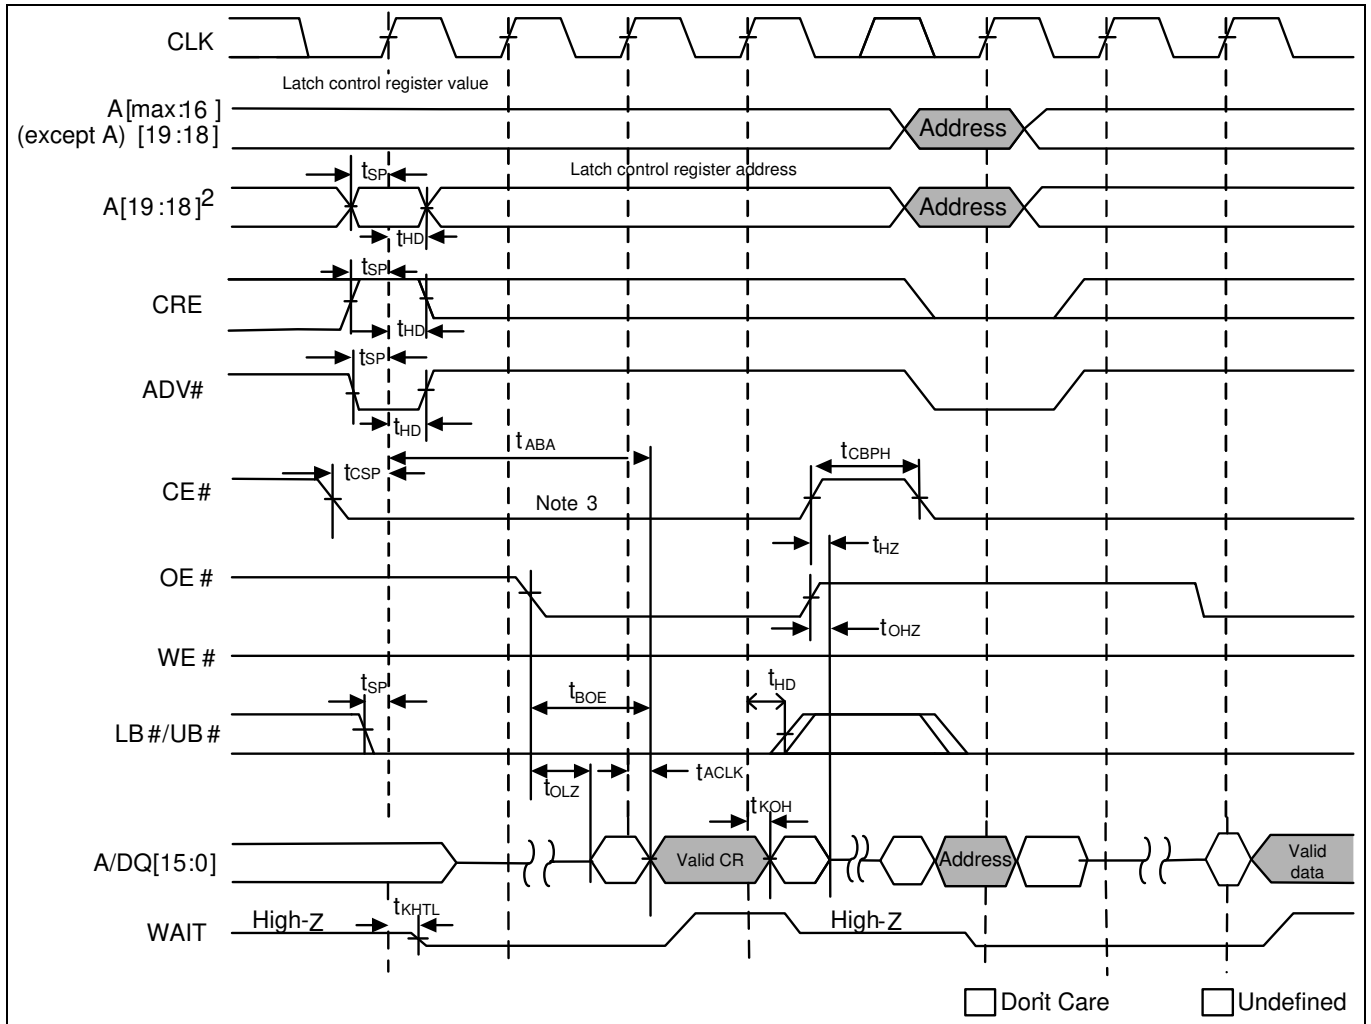 CLK
Latch control register value
A[max:16 ]
(except A) [19:18]
Address
tSP
Latch control register address
A[19:18]2
Address
tHD
tSP
CRE
tHD
tSP
ADV#
tHD
tABA
tCBPH
tCSP
CE#
Note 3
tHZ
OE #
tOHZ
WE #
tSP
tHD
tBOE
LB #/UB #
tOLZ
tACLK
tKOH
A/DQ[15:0]
Valid CR
Address
Valid
data
tKHTL
High-Z
High-Z
WAIT
Don't Care
Undefined